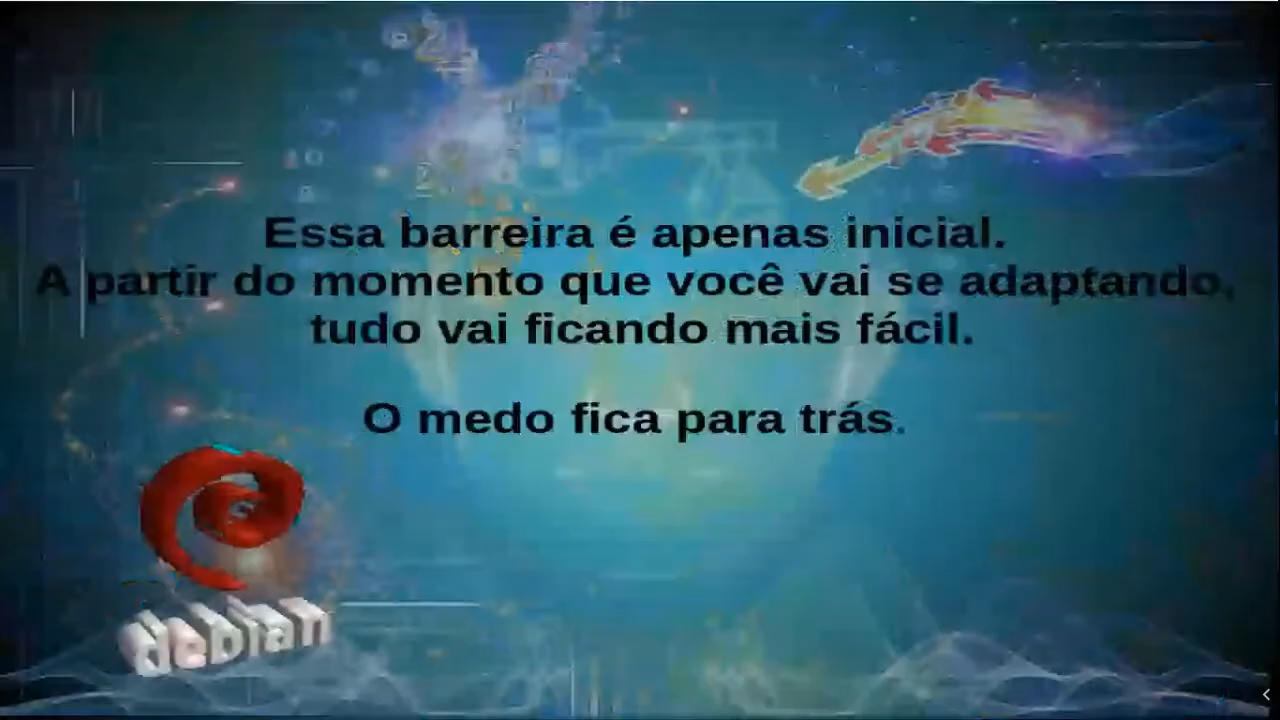 Essa barreira é apenas inicial.
A partir do momento que você vai se adaptando,
tudo vai ficando mais fácil.
O medo fica para trás.
debian